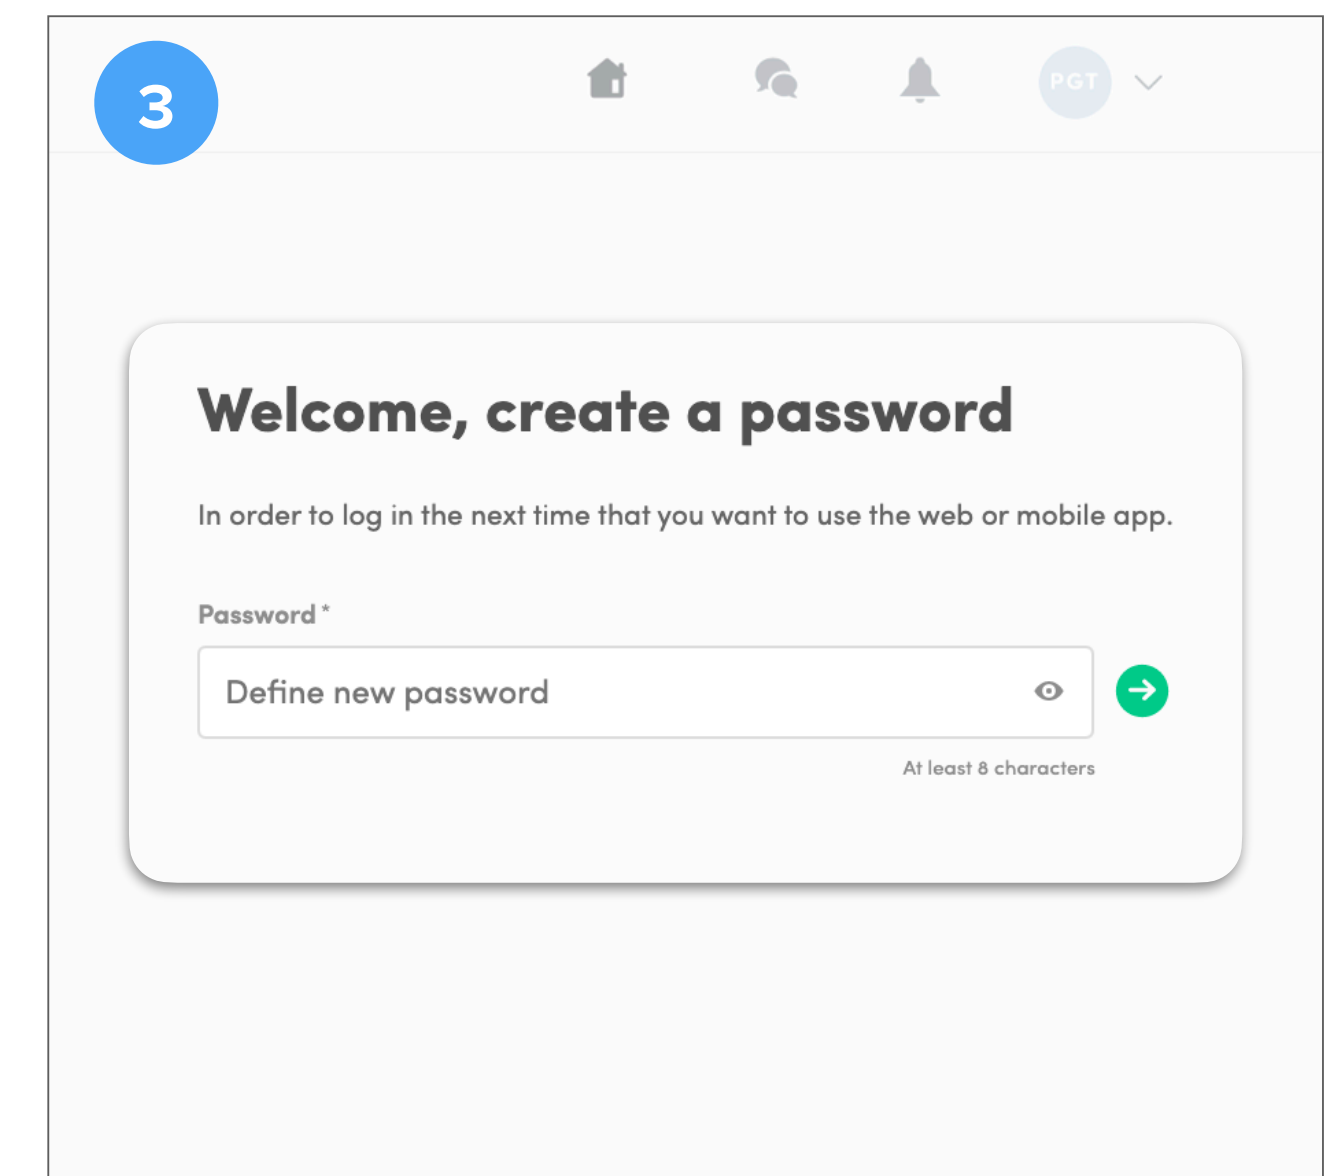 3
PGT
Welcome, create a password
In order to log in the next time that you want to use the web or mobile app.
Password *
Define new password
At least 8 characters